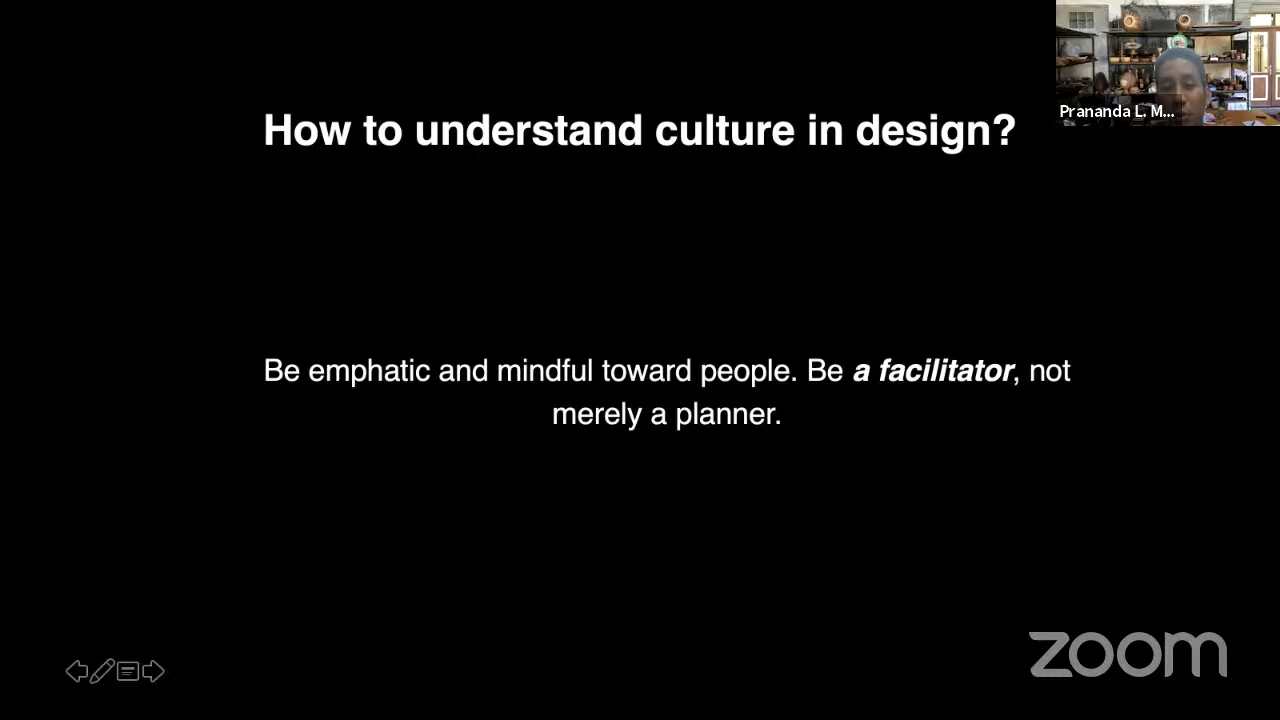 How to understand culture in design?
Prananda L. M...
Be emphatic and mindful toward people. Be a facilitator, not
merely a planner.
zoom